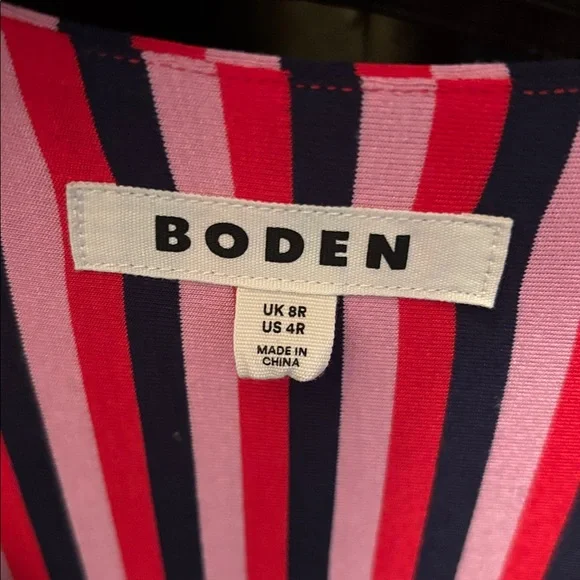 BODEN
UK 8R
US 4R
MADE IN
CHINA